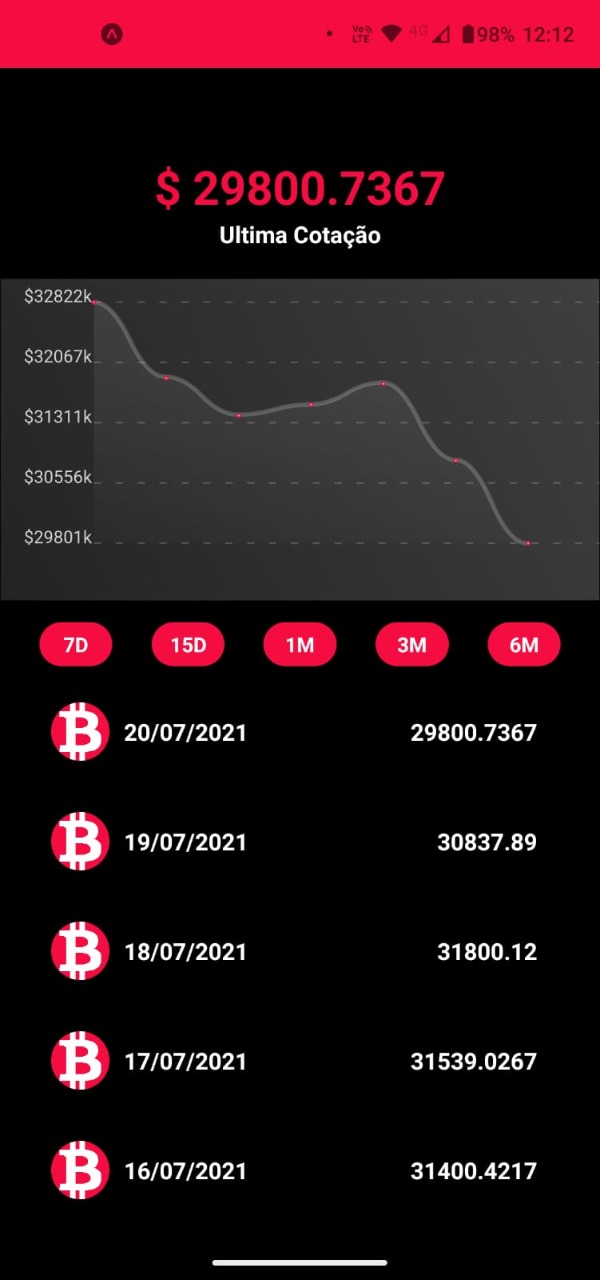 VoLTE 4G 98% 12:12
$ 29800.7367
Ultima Cotação
$32822k
$32067k
$31311k
$30556k
$29801k
7D 15D 1M 3M 6M
20/07/2021 29800.7367
19/07/2021 30837.89
18/07/2021 31800.12
17/07/2021 31539.0267
16/07/2021 31400.4217